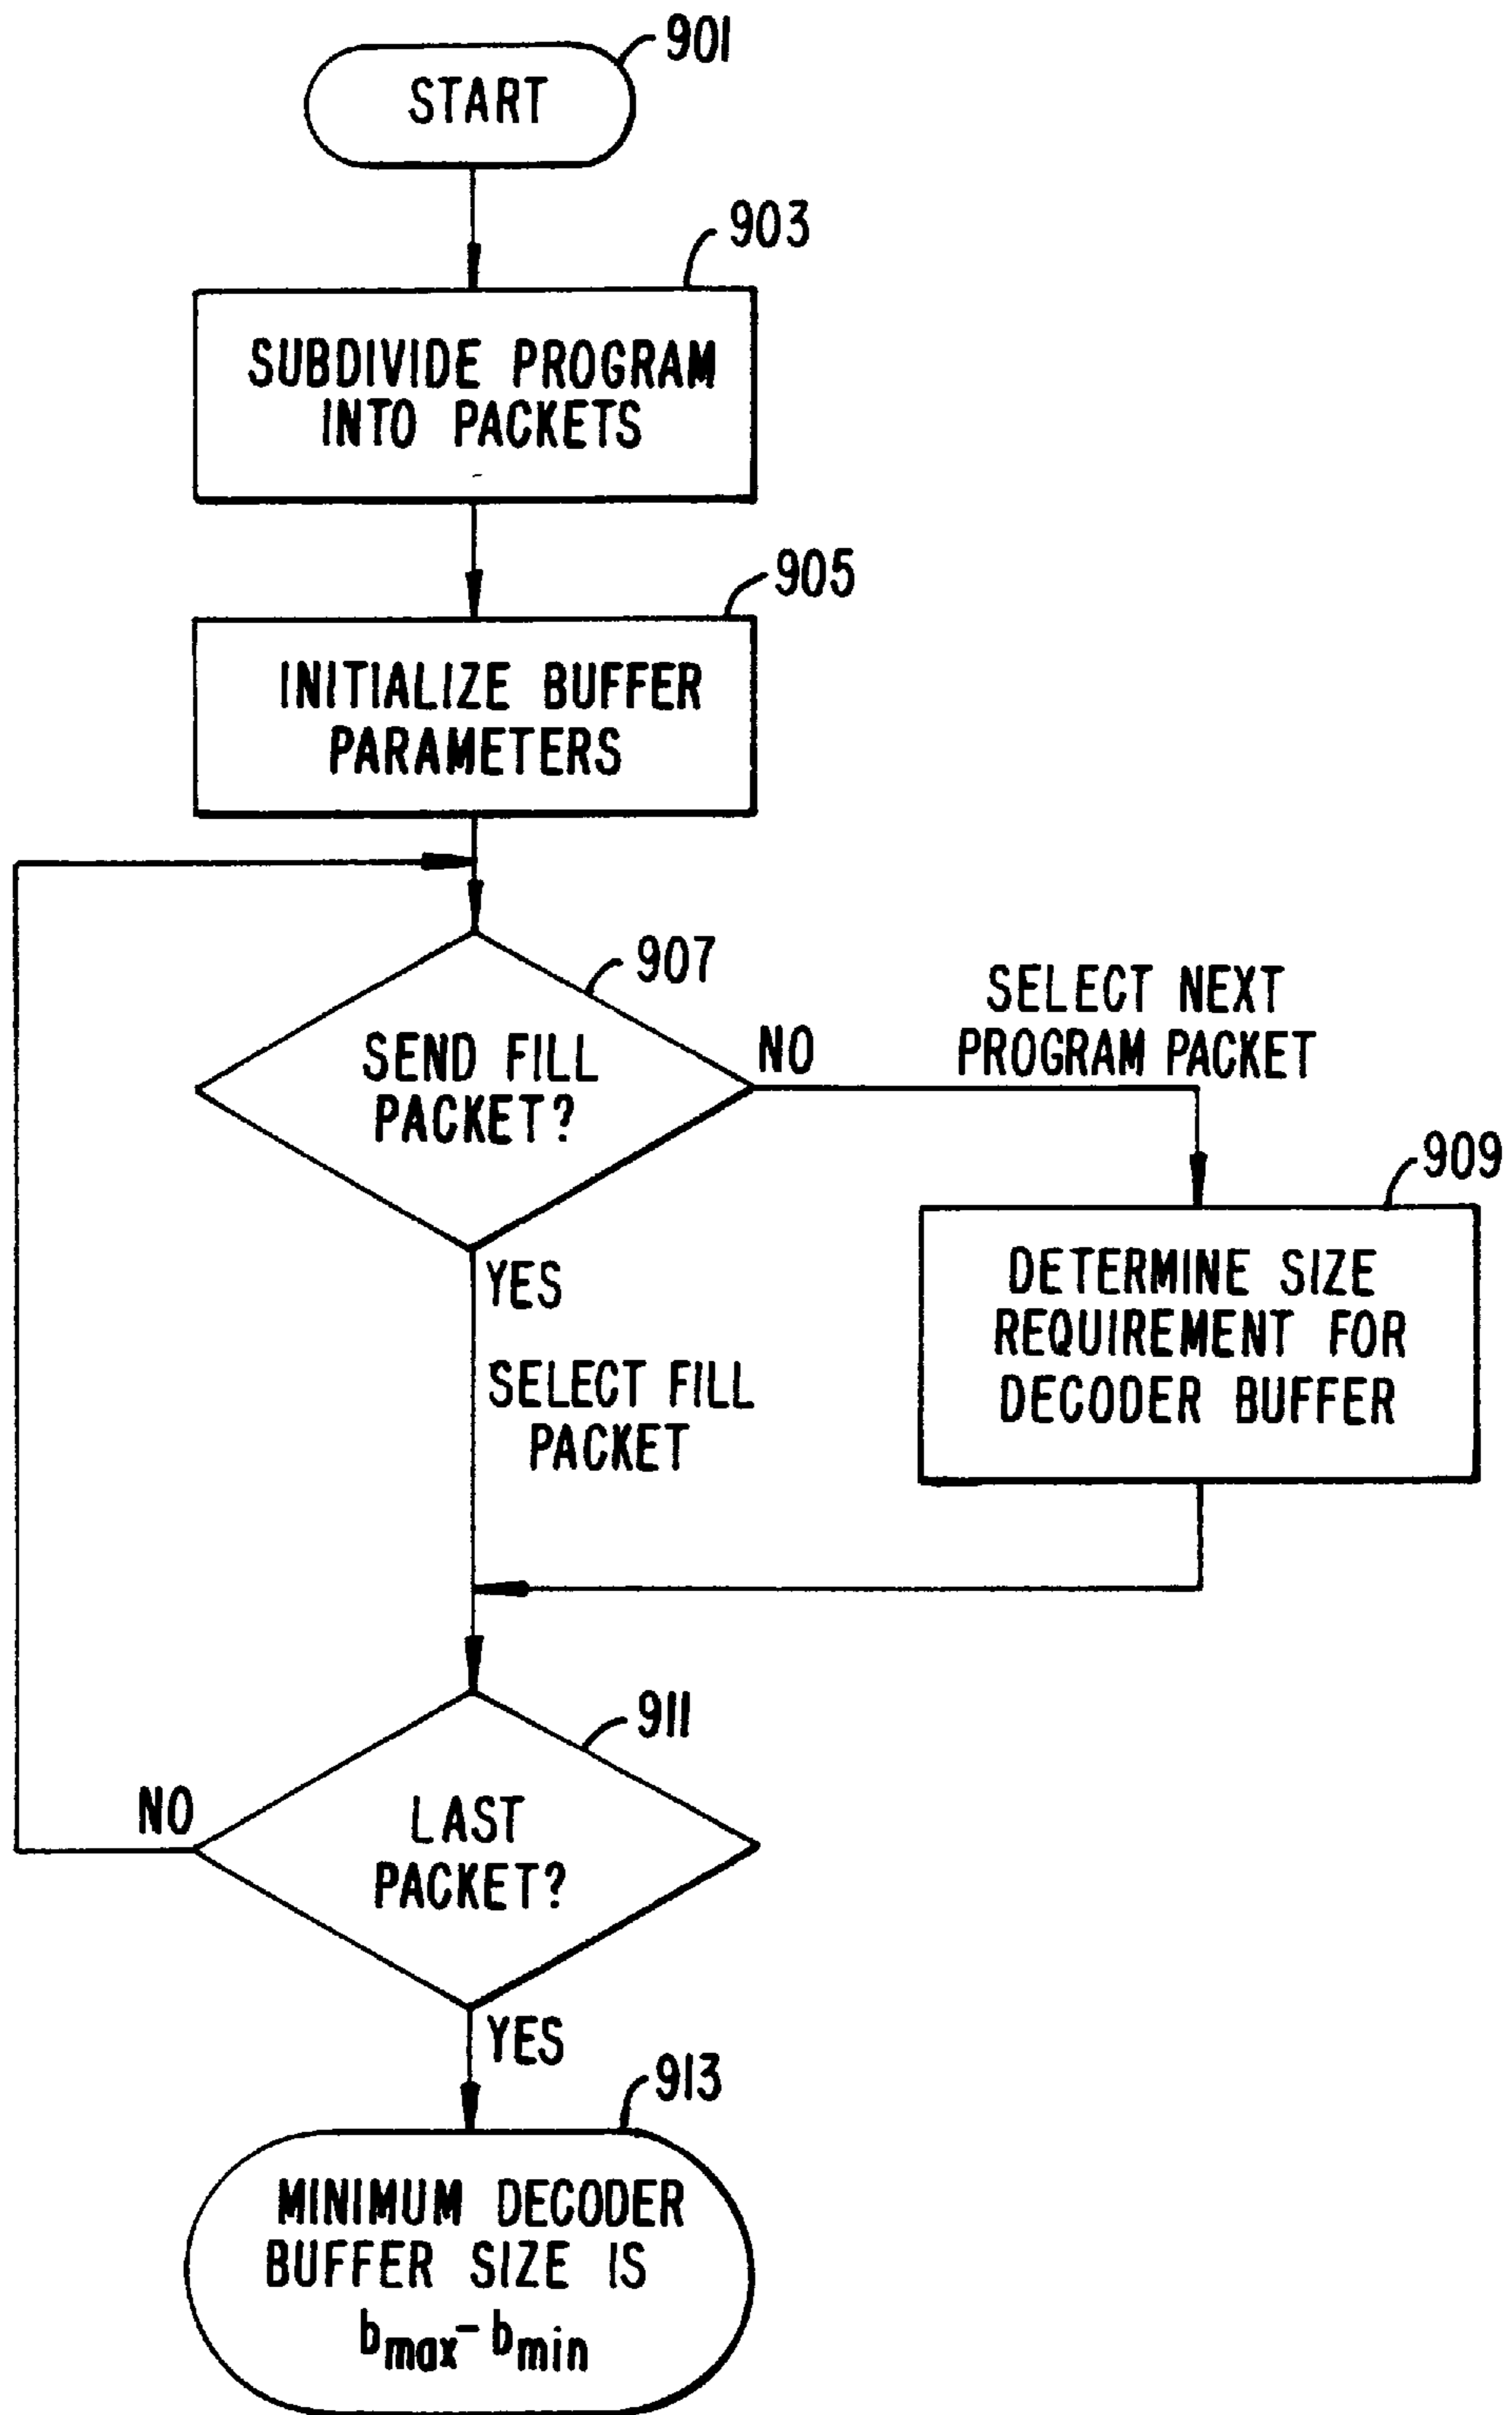 901
START
903
SUBDIVIDE PROGRAM
INTO PACKETS
905
INITIALIZE BUFFER
PARAMETERS
907
SEND FILL
PACKET?
NO
SELECT NEXT
PROGRAM PACKET
909
DETERMINE SIZE
REQUIREMENT FOR
DECODER BUFFER
YES
SELECT FILL
PACKET
911
LAST
PACKET?
NO
YES
913
MINIMUM DECODER
BUFFER SIZE IS
bmax-bmin